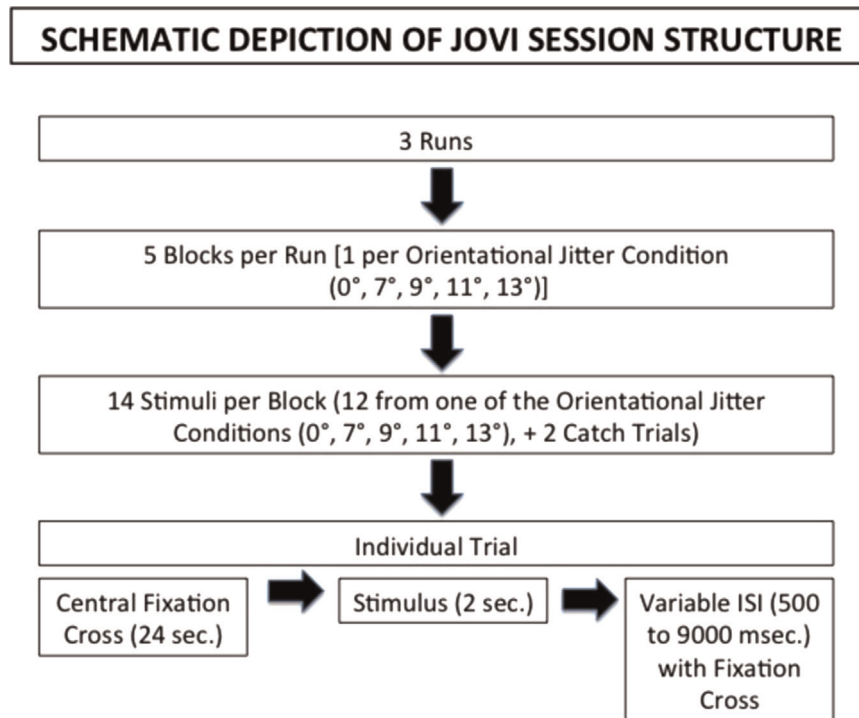 SCHEMATIC DEPICTION OF JOVI SESSION STRUCTURE
3 Runs
5 Blocks per Run [1 per Orientational Jitter Condition
(0°, 7°, 9°, 11°, 13°)]
14 Stimuli per Block (12 from one of the Orientational Jitter
Conditions (0°, 7°, 9°, 11°, 13°), + 2 Catch Trials)
Individual Trial
Central Fixation
Cross (24 sec.)
Stimulus (2 sec.)
Variable ISI (500
to 9000 msec.)
with Fixation
Cross